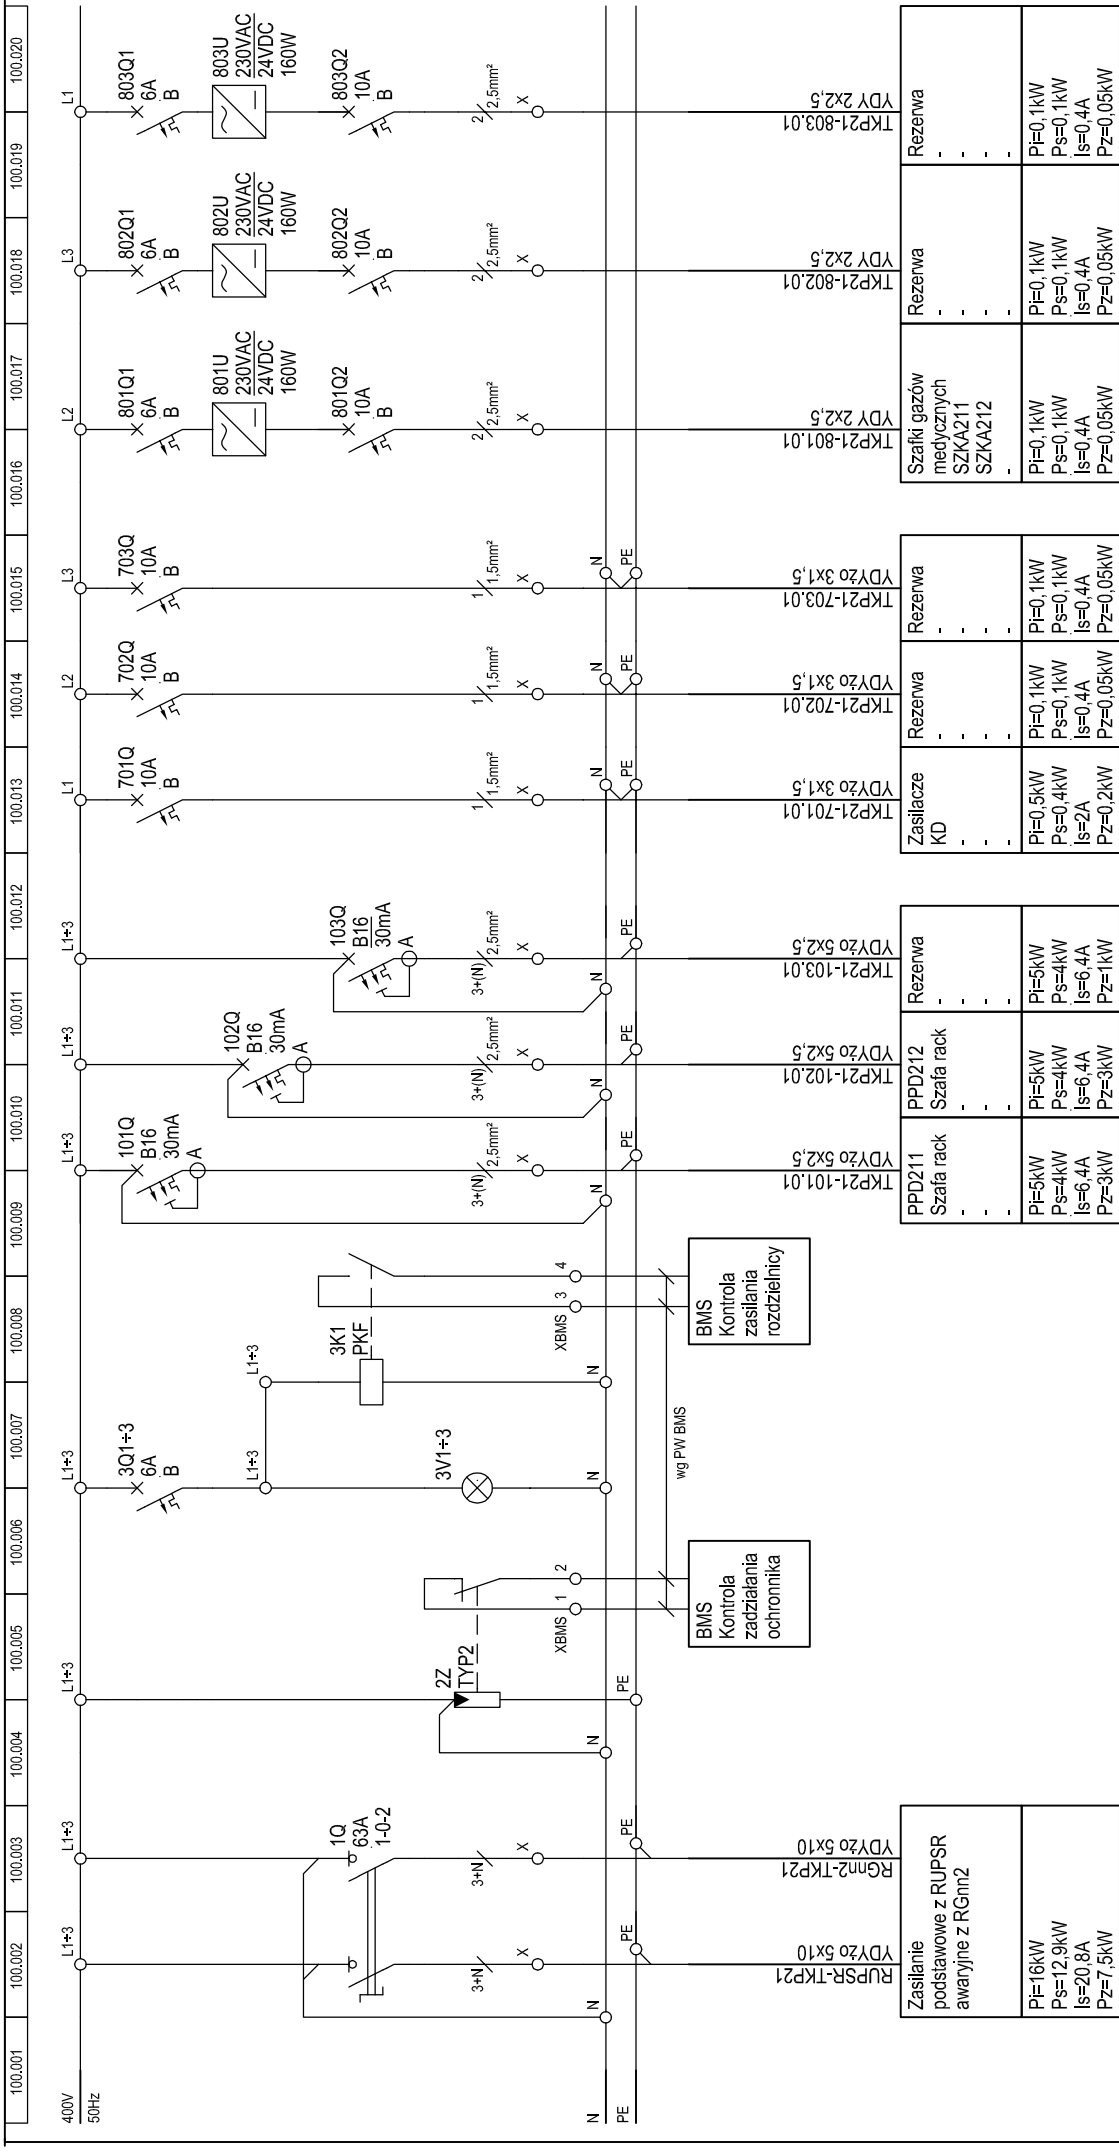 100.001
100.002
100.003
100.004
100.005
100.006
100.007
100.008
100.009
100.010
100.011
100.012
100.013
100.014
100.015
100.016
100.017
100.018
100.019
100.020
400V
50Hz
N
PE
N
L1÷3
3+N
X
PE
RUPSR-TKP21
YDYżo 5x10
L1÷3
1Q
63A
1-0-2
3+N
X
PE
RGnn2-TKP21
YDYżo 5x10
Zasilanie
podstawowe z RUPSR
awaryjne z RGnn2
Pi=16kW
Ps=12,9kW
Is=20,8A
Pz=7,5kW
L1÷3
2Z
TYP2
N
PE
XBMS
1
2
BMS
Kontrola
zadziałania
ochronnika
wg PW BMS
L1÷3
3Q1÷3
6A
B
L1÷3
L1÷3
3V1÷3
N
3K1
PKF
N
XBMS
3
4
BMS
Kontrola
zasilania
rozdzielnicy
L1÷3
101Q
B16
30mA
A
3+(N)
2,5mm²
X
N
PE
TKP21-101.01
YDYżo 5x2,5
PPD211
Szafa rack
.
.
.
Pi=5kW
Ps=4kW
Is=6,4A
Pz=3kW
L1÷3
102Q
B16
30mA
A
3+(N)
2,5mm²
X
N
PE
TKP21-102.01
YDYżo 5x2,5
PPD212
Szafa rack
.
.
.
Pi=5kW
Ps=4kW
Is=6,4A
Pz=3kW
L1÷3
103Q
B16
30mA
A
3+(N)
2,5mm²
X
N
PE
TKP21-103.01
YDYżo 5x2,5
Rezerwa
.
.
.
.
Pi=5kW
Ps=4kW
Is=6,4A
Pz=1kW
L1
701Q
10A
B
1
1,5mm²
X
N
PE
TKP21-701.01
YDYżo 3x1,5
Zasilacze
KD
.
.
.
Pi=0,5kW
Ps=0,4kW
Is=2A
Pz=0,2kW
L2
702Q
10A
B
1
1,5mm²
X
N
PE
TKP21-702.01
YDYżo 3x1,5
Rezerwa
.
.
.
.
Pi=0,1kW
Ps=0,1kW
Is=0,4A
Pz=0,05kW
L3
703Q
10A
B
1
1,5mm²
X
N
PE
TKP21-703.01
YDYżo 3x1,5
Rezerwa
.
.
.
.
Pi=0,1kW
Ps=0,1kW
Is=0,4A
Pz=0,05kW
L2
801Q1
6A
B
801U
230VAC
24VDC
160W
801Q2
10A
B
2
2,5mm²
X
TKP21-801.01
YDY 2x2,5
Szafki gazów
medycznych
SZKA211
SZKA212
.
Pi=0,1kW
Ps=0,1kW
Is=0,4A
Pz=0,05kW
L3
802Q1
6A
B
802U
230VAC
24VDC
160W
802Q2
10A
B
2
2,5mm²
X
TKP21-802.01
YDY 2x2,5
Rezerwa
.
.
.
.
Pi=0,1kW
Ps=0,1kW
Is=0,4A
Pz=0,05kW
L1
803Q1
6A
B
803U
230VAC
24VDC
160W
803Q2
10A
B
2
2,5mm²
X
TKP21-803.01
YDY 2x2,5
Rezerwa
.
.
.
.
Pi=0,1kW
Ps=0,1kW
Is=0,4A
Pz=0,05kW